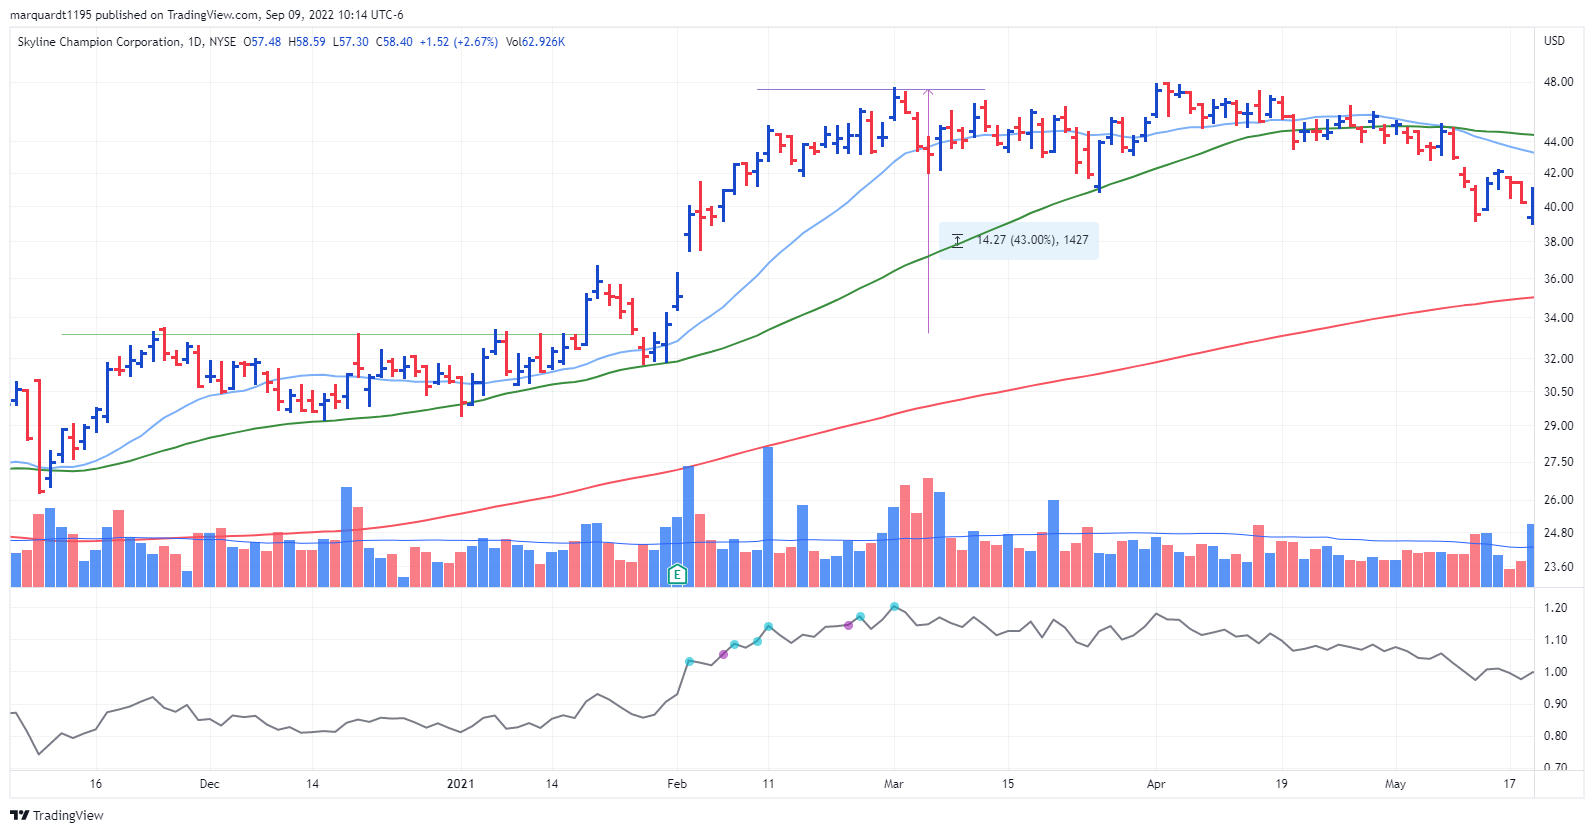 marquardt1195 published on TradingView.com, Sep 09, 2022 10:14 UTC-6
Skyline Champion Corporation, 1D, NYSE O57.48 H58.59 L57.30 C58.40 +1.52 (+2.67%) Vol62.926K
USD
48.00
44.00
42.00
40.00
14.27 (43.00%), 1427
38.00
36.00
34.00
32.00
30.50
29.00
27.50
26.00
24.80
23.60
E
1.20
1.10
1.00
0.90
0.80
0.70
16 Dec 14 2021 14 Feb 11 Mar 15 Apr 19 May 17
TradingView